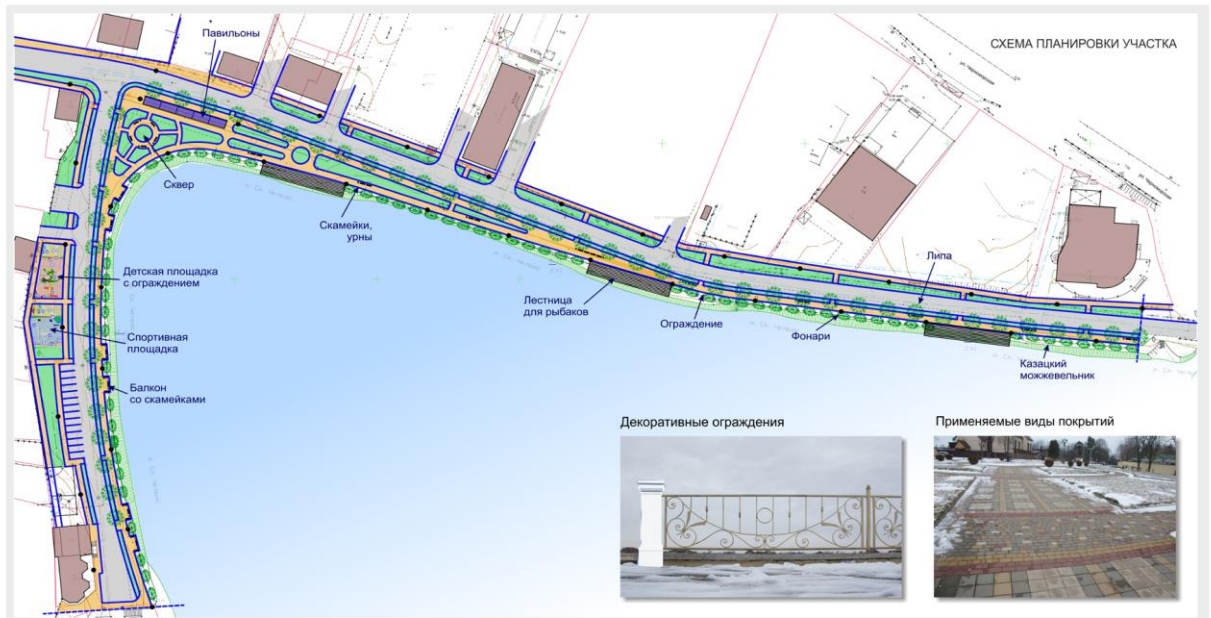 СХЕМА ПЛАНИРОВКИ УЧАСТКА
Павильоны
Сквер
Скамейки,
урны
Детская площадка
с ограждением
Спортивная
площадка
Балкон
со скамейками
Лестница
для рыбаков
Ограждение
Липа
Фонари
Казацкий
можжевельник
Декоративные ограждения
Применяемые виды покрытий